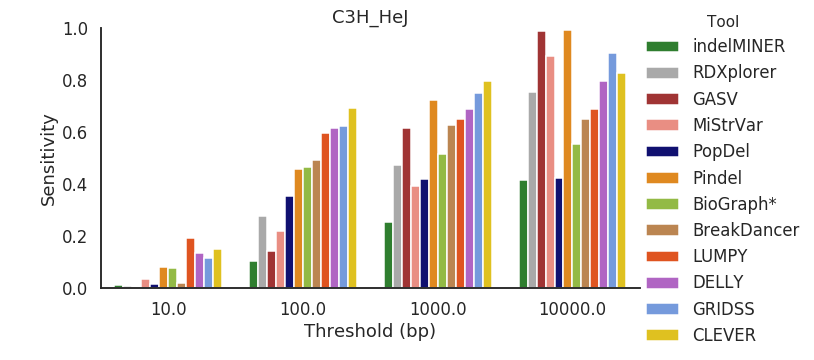 C3H_HeJ
Sensitivity
1.0
0.8
0.6
0.4
0.2
0.0
10.0
100.0
1000.0
10000.0
Threshold (bp)
Tool
indelMINER
RDXplorer
GASV
MiStrVar
PopDel
Pindel
BioGraph*
BreakDancer
LUMPY
DELLY
GRIDSS
CLEVER